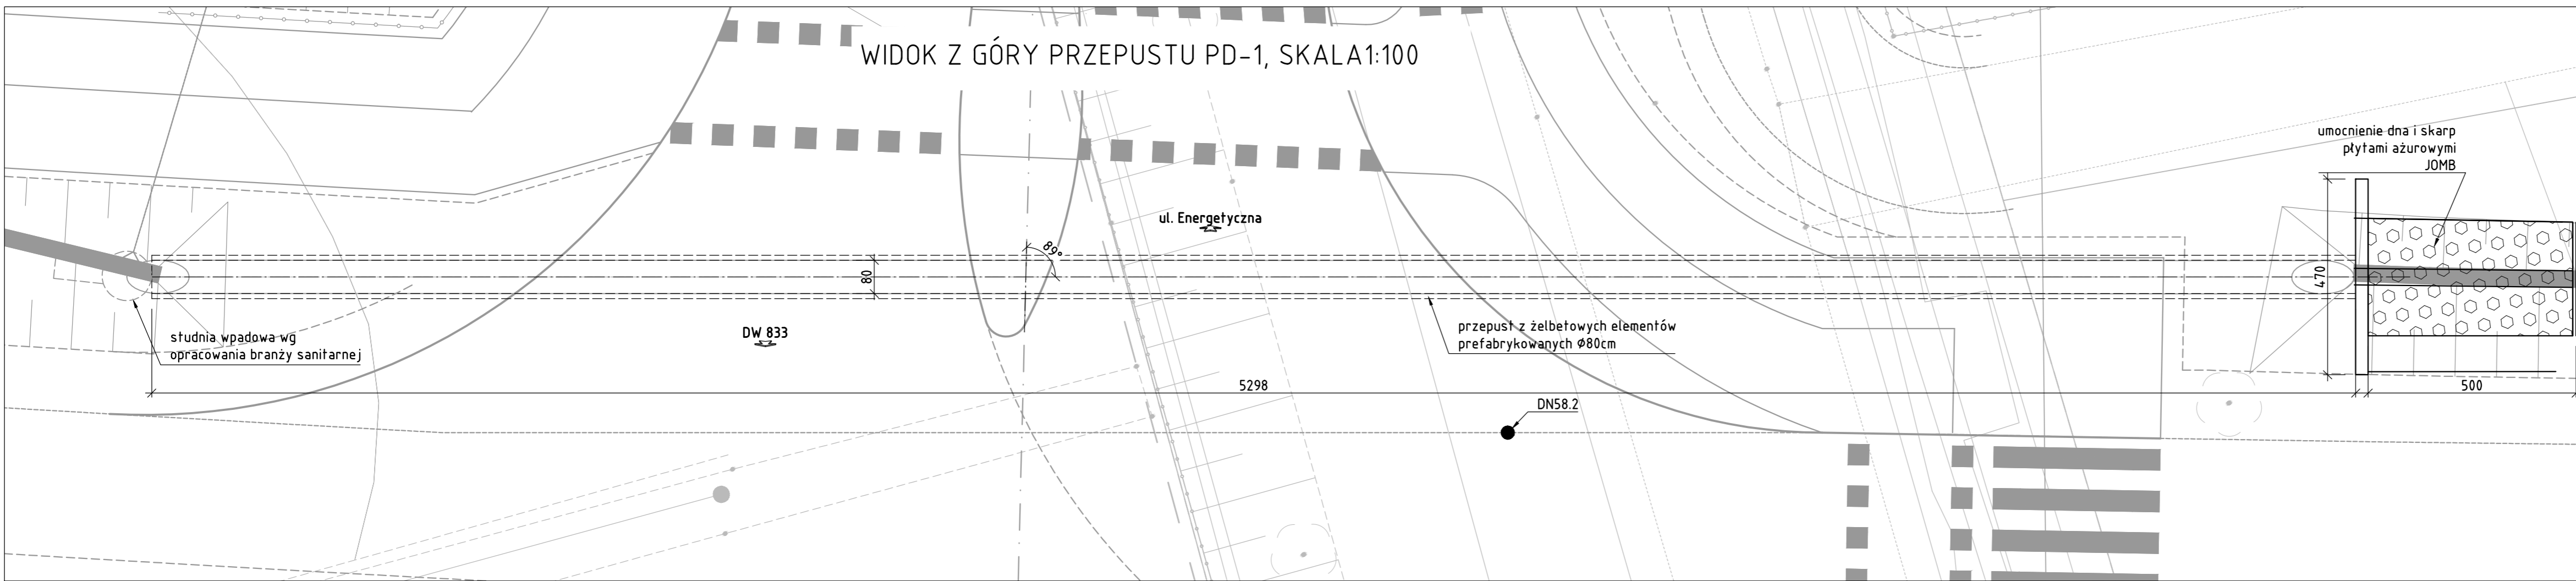 WIDOK Z GÓRY PRZEPUSTU PD-1, SKALA1:100
umocnienie dna i skarp
płytami ażurowymi
JOMB
ul. Energetyczna
89°
80
470
studnia wpadowa wg
opracowania branży sanitarnej
DW 833
przepust z żelbetowych elementów
prefabrykowanych Ø80cm
5298
500
DN58.2